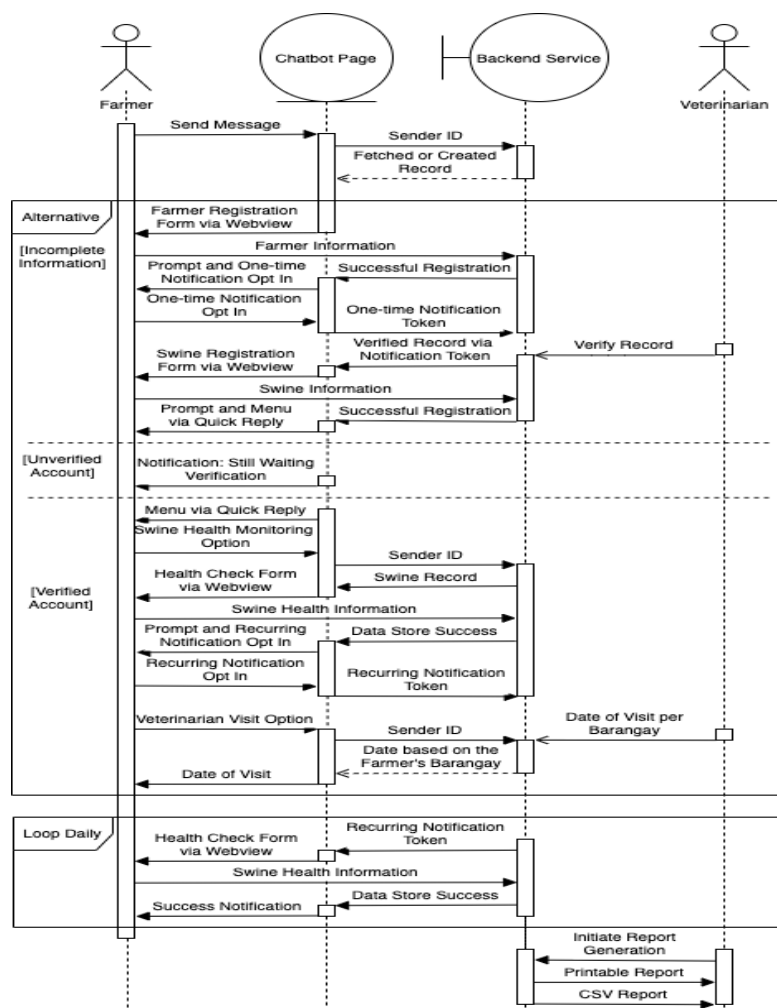 Chatbot Page
Backend Service
Farmer
Veterinarian
Send Message
Sender ID
Fetched or Created
Record
Alternative
Farmer Registration
Form via Webview
[Incomplete
Information]
Farmer Information
Prompt and One-time
Notification Opt In
Successful Registration
One-time Notification
Opt In
One-time Notification
Token
Verified Record via
Notification Token
Verify Record
Swine Registration
Form via Webview
Swine Information
Prompt and Menu
via Quick Reply
Successful Registration
[Unverified
Account]
Notification: Still Waiting
Verification
Menu via Quick Reply
Swine Health Monitoring
Option
Sender ID
[Verified
Account]
Health Check Form
via Webview
Swine Record
Swine Health Information
Prompt and Recurring
Notification Opt In
Data Store Success
Recurring Notification
Opt In
Recurring Notification
Token
Veterinarian Visit Option
Sender ID
Date of Visit per
Barangay
Date based on the
Farmer's Barangay
Date of Visit
Loop Daily
Recurring Notification
Token
Health Check Form
via Webview
Swine Health Information
Data Store Success
Success Notification
Initiate Report
Generation
Printable Report
CSV Report